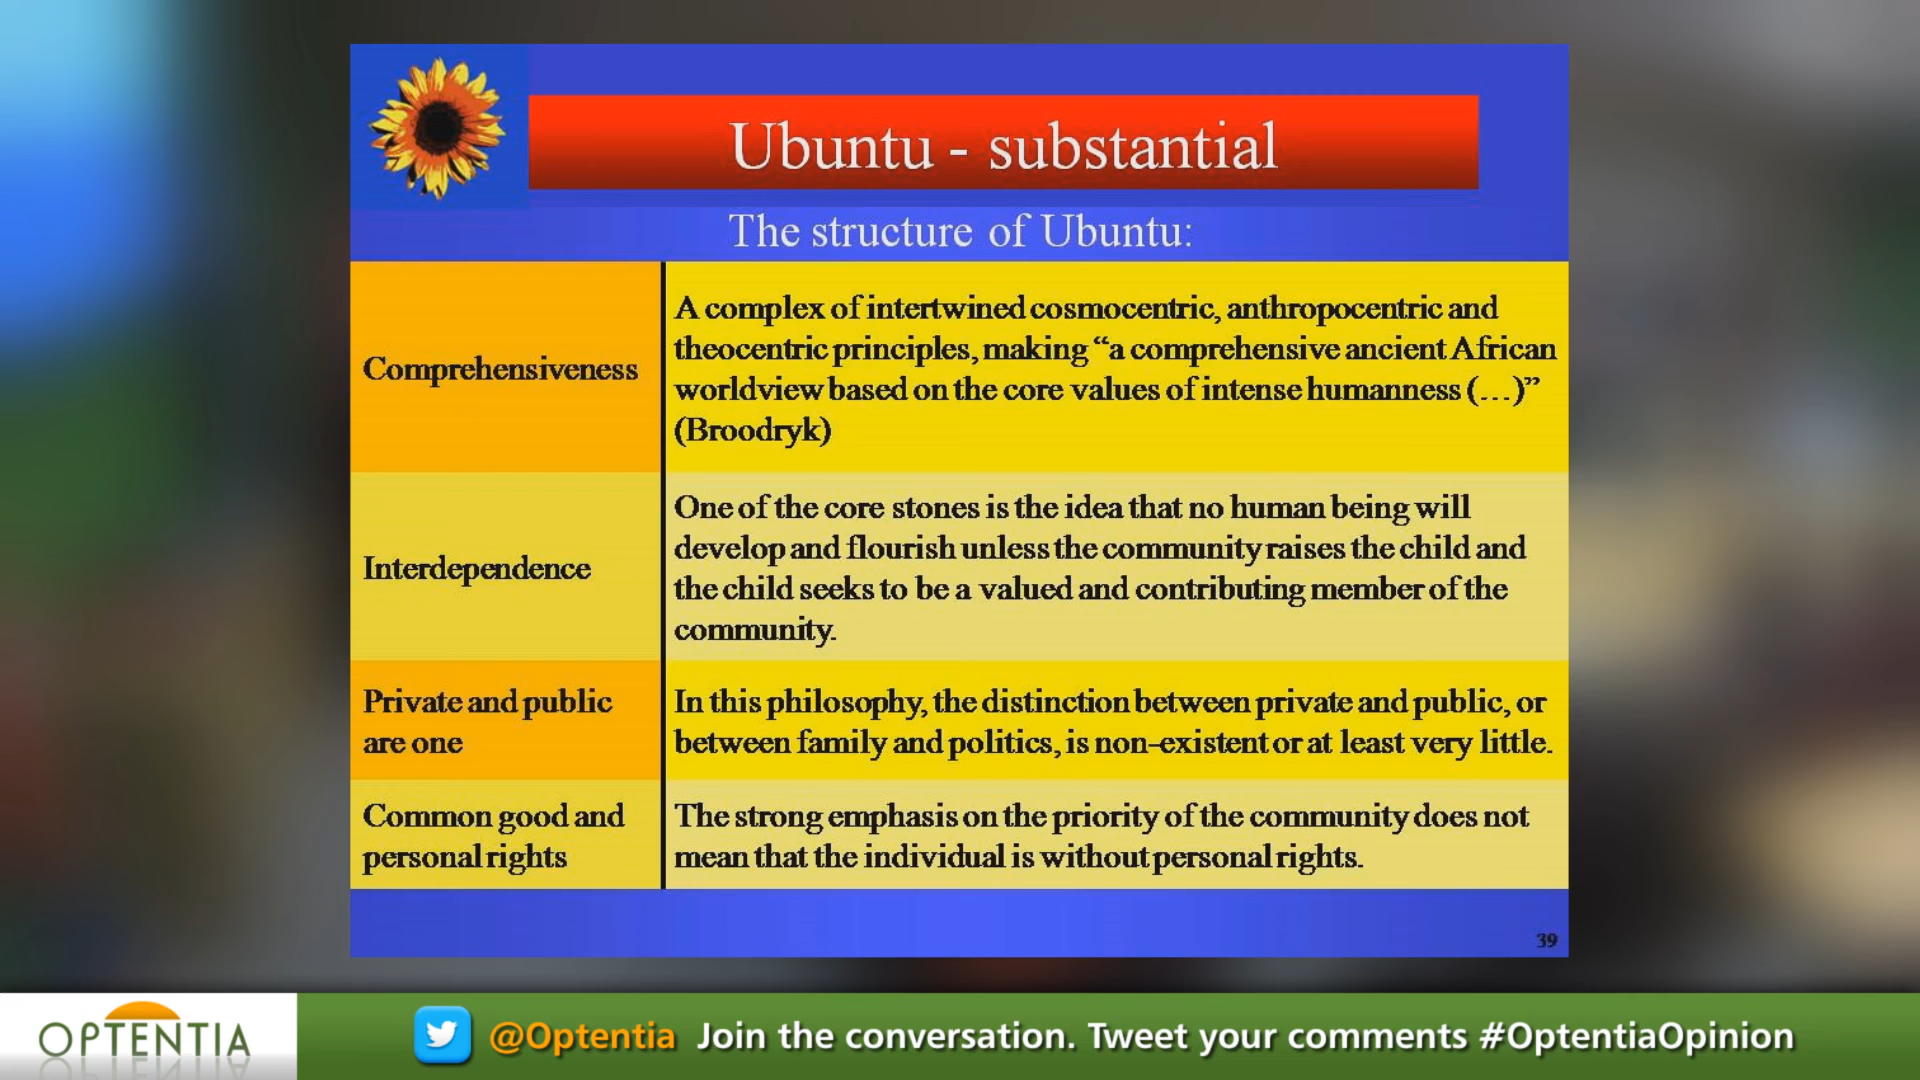 Ubuntu - substantial
The structure of Ubuntu:
Comprehensiveness
A complex of intertwined cosmocentric, anthropocentric and
theocentric principles, making “a comprehensive ancient African
worldview based on the core values of intense humanness (…)”
(Broodryk)
Interdependence
One of the core stones is the idea that no human being will
develop and flourish unless the community raises the child and
the child seeks to be a valued and contributing member of the
community.
Private and public
are one
In this philosophy, the distinction between private and public, or
between family and politics, is non-existent or at least very little.
Common good and
personal rights
The strong emphasis on the priority of the community does not
mean that the individual is without personal rights.
39
OPTENTIA
@Optentia Join the conversation. Tweet your comments #OptentiaOpinion